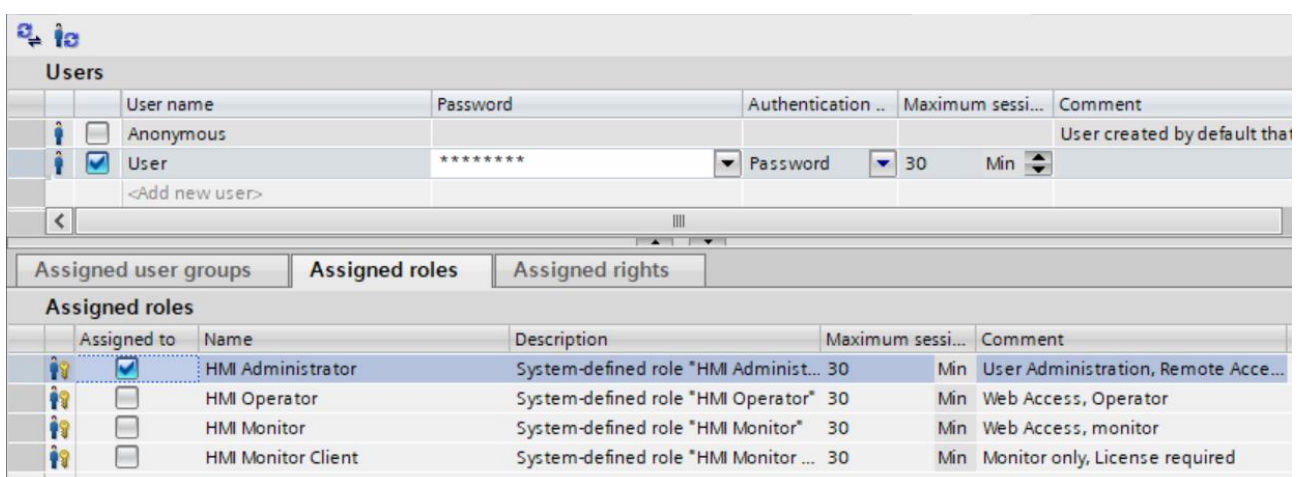 Users
User name Password Authentication .. Maximum sessi... Comment
Anonymous User created by default that
User ******** Password 30 Min
<Add new user>
Assigned user groups Assigned roles Assigned rights
Assigned roles
Assigned to Name Description Maximum sessi... Comment
HMI Administrator System-defined role "HMI Administ... 30 Min User Administration, Remote Acce...
HMI Operator System-defined role "HMI Operator" 30 Min Web Access, Operator
HMI Monitor System-defined role "HMI Monitor" 30 Min Web Access, monitor
HMI Monitor Client System-defined role "HMI Monitor ... 30 Min Monitor only, License required